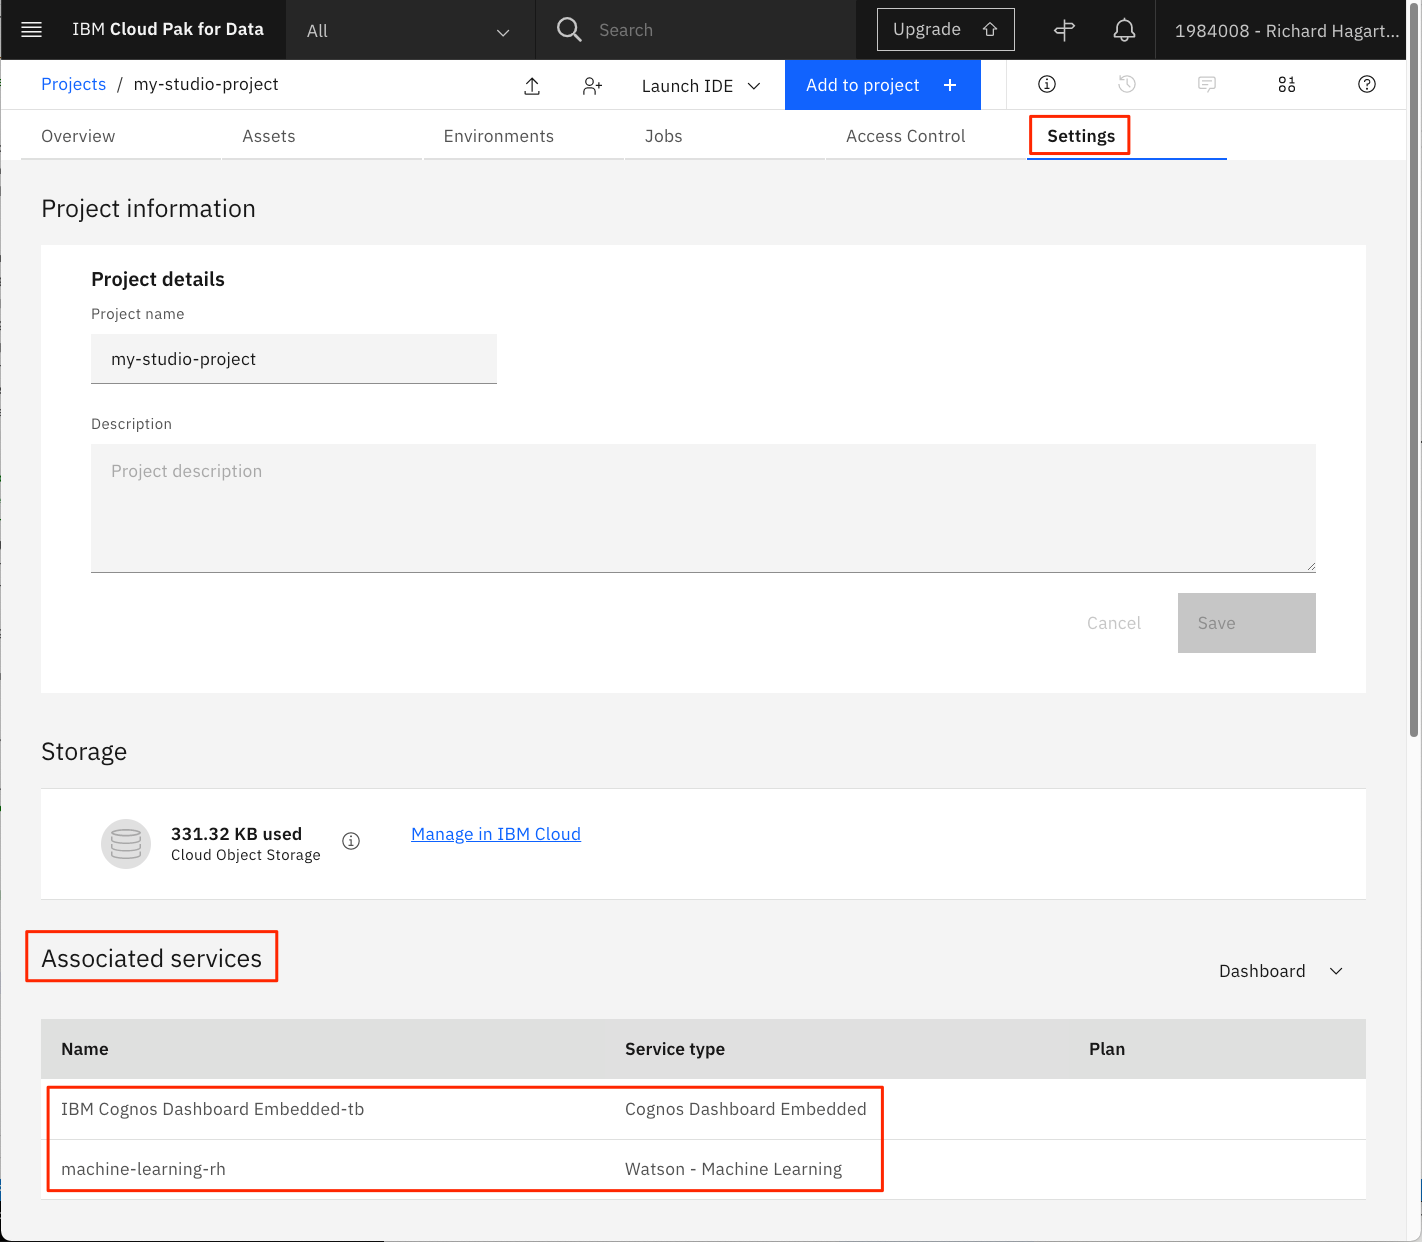 IBM Cloud Pak for Data
All
Search
Upgrade
1984008 - Richard Hagart...
Projects / my-studio-project
Launch IDE
Add to project +
Overview
Assets
Environments
Jobs
Access Control
Settings
Project information
Project details
Project name
my-studio-project
Description
Project description
Cancel
Save
Storage
331.32 KB used
Cloud Object Storage
Manage in IBM Cloud
Associated services
Dashboard
Name Service type Plan
IBM Cognos Dashboard Embedded-tb Cognos Dashboard Embedded
machine-learning-rh Watson - Machine Learning